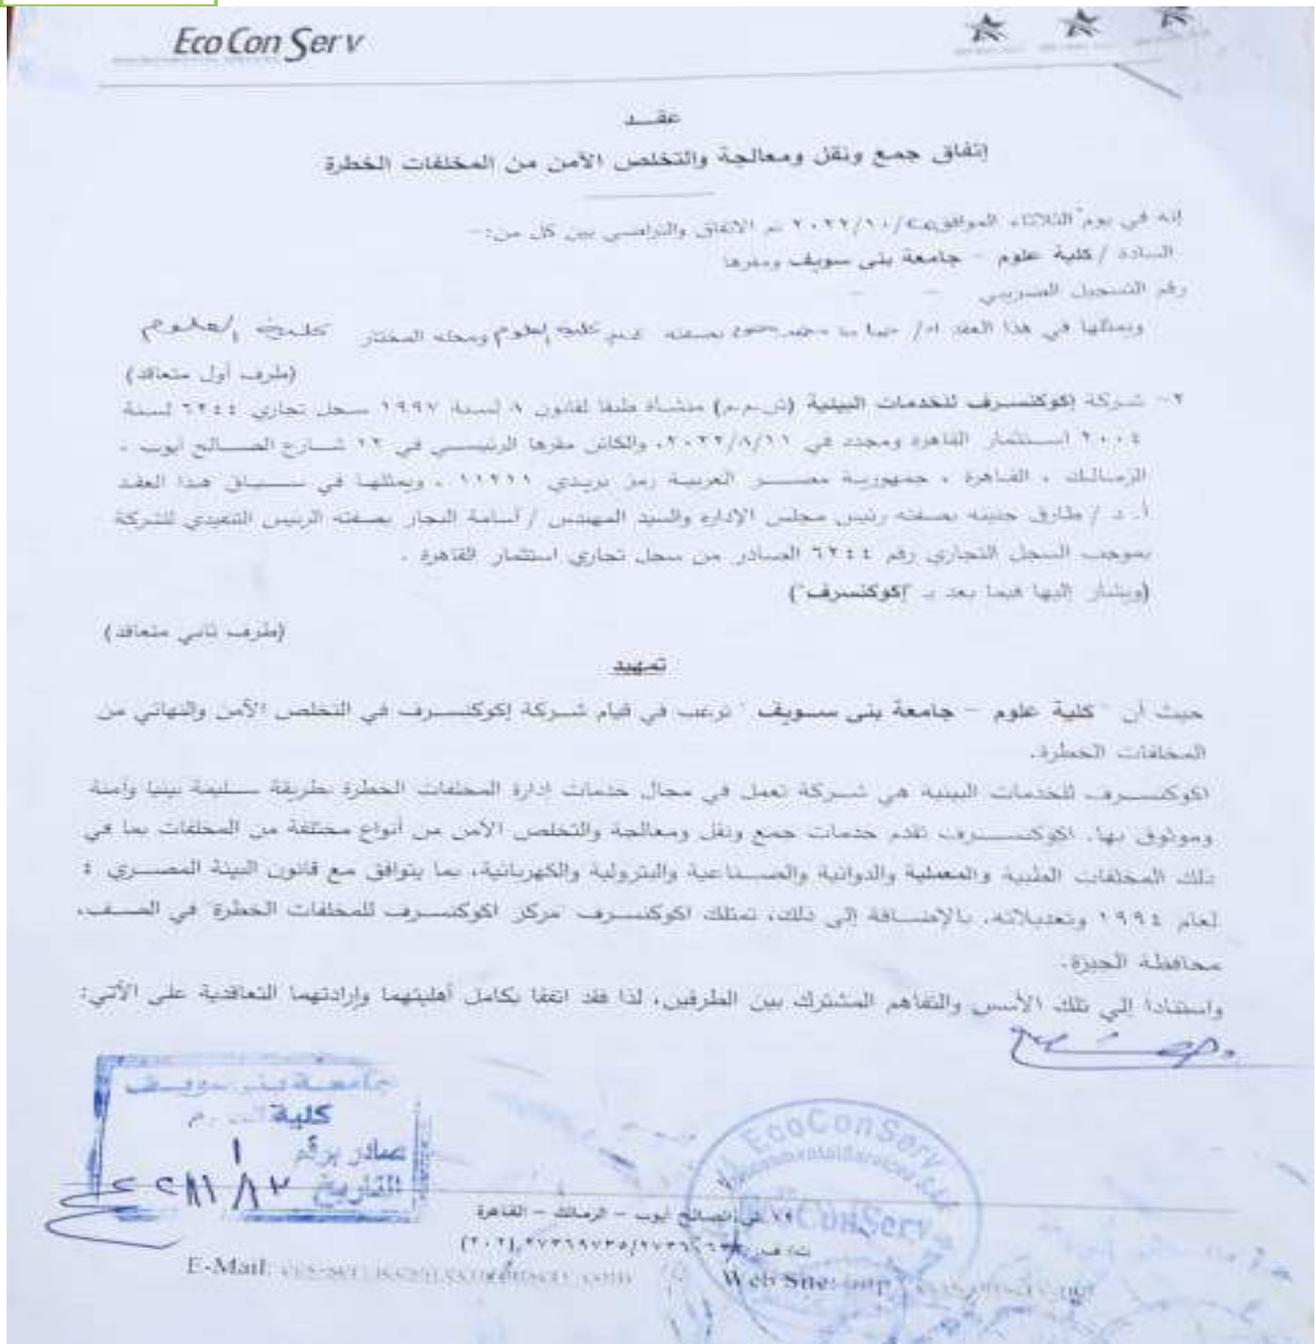 EcoConServ
عقــد
إتفاق جمع ونقل ومعالجة والتخلص الآمن من المخلفات الخطرة
إنه في يوم الثلاثاء الموافق ٢٠٢٢/١٠/ تم الاتفاق والتراضي بين كل من:-
السادة / كلية علوم – جامعة بنى سويف ومقرها
رقم التسجيل الضريبي – –
ويمثلها في هذا العقد ا.د/ بصفته عميد كلية العلوم ومحله المختار كلية العلوم
(طرف أول متعاقد)
٢- شركة إكوكنسرف للخدمات البيئية (ش.م.م) منشأة طبقا لقانون ٨ لسنة ١٩٩٧ سجل تجاري ٦٢٤٤ لسنة
٢٠٠٤ استثمار القاهرة ومجدد في ٢٠٢٢/٨/١١، والكائن مقرها الرئيسي في ١٢ شارع الصالح أيوب ،
الزمالك ، القاهرة ، جمهورية مصر العربية رمز بريدي ١١٢١١ ، ويمثلها في سياق هذا العقد
أ. د / طارق جنينه بصفته رئيس مجلس الإدارة والسيد المهندس / أسامة النجار بصفته الرئيس التنفيذي للشركة
بموجب السجل التجاري رقم ٦٢٤٤ الصادر من سجل تجاري استثمار القاهرة .
(ويشار إليها فيما بعد بـ "إكوكنسرف")
(طرف ثاني متعاقد)
تمهيد
حيث أن " كلية علوم – جامعة بنى سويف " ترغب في قيام شركة إكوكنسرف في التخلص الآمن والنهائي من
المخلفات الخطرة.
اكوكنسرف للخدمات البيئية هي شركة تعمل في مجال خدمات إدارة المخلفات الخطرة بطريقة سليمة بيئيا وآمنة
وموثوق بها. اكوكنسرف تقدم خدمات جمع ونقل ومعالجة والتخلص الآمن من أنواع مختلفة من المخلفات بما في
ذلك المخلفات الطبية والمعملية والدوائية والصناعية والبترولية والكهربائية، بما يتوافق مع قانون البيئة المصري ٤
لعام ١٩٩٤ وتعديلاته. بالإضافة إلى ذلك، تمتلك اكوكنسرف "مركز اكوكنسرف للمخلفات الخطرة" في الصف،
محافظة الجيزة.
واستنادا إلي تلك الأسس والتفاهم المشترك بين الطرفين، لذا فقد اتفقا بكامل أهليتهما وإرادتهما التعاقدية على الآتي:
جامعة بنى سويف
كلية
صادر برقم ١
التاريخ
EcoConServ
Environmental Services
EcoConServ
ش الصالح أيوب – الزمالك – القاهرة
E-Mail:
Web Site: